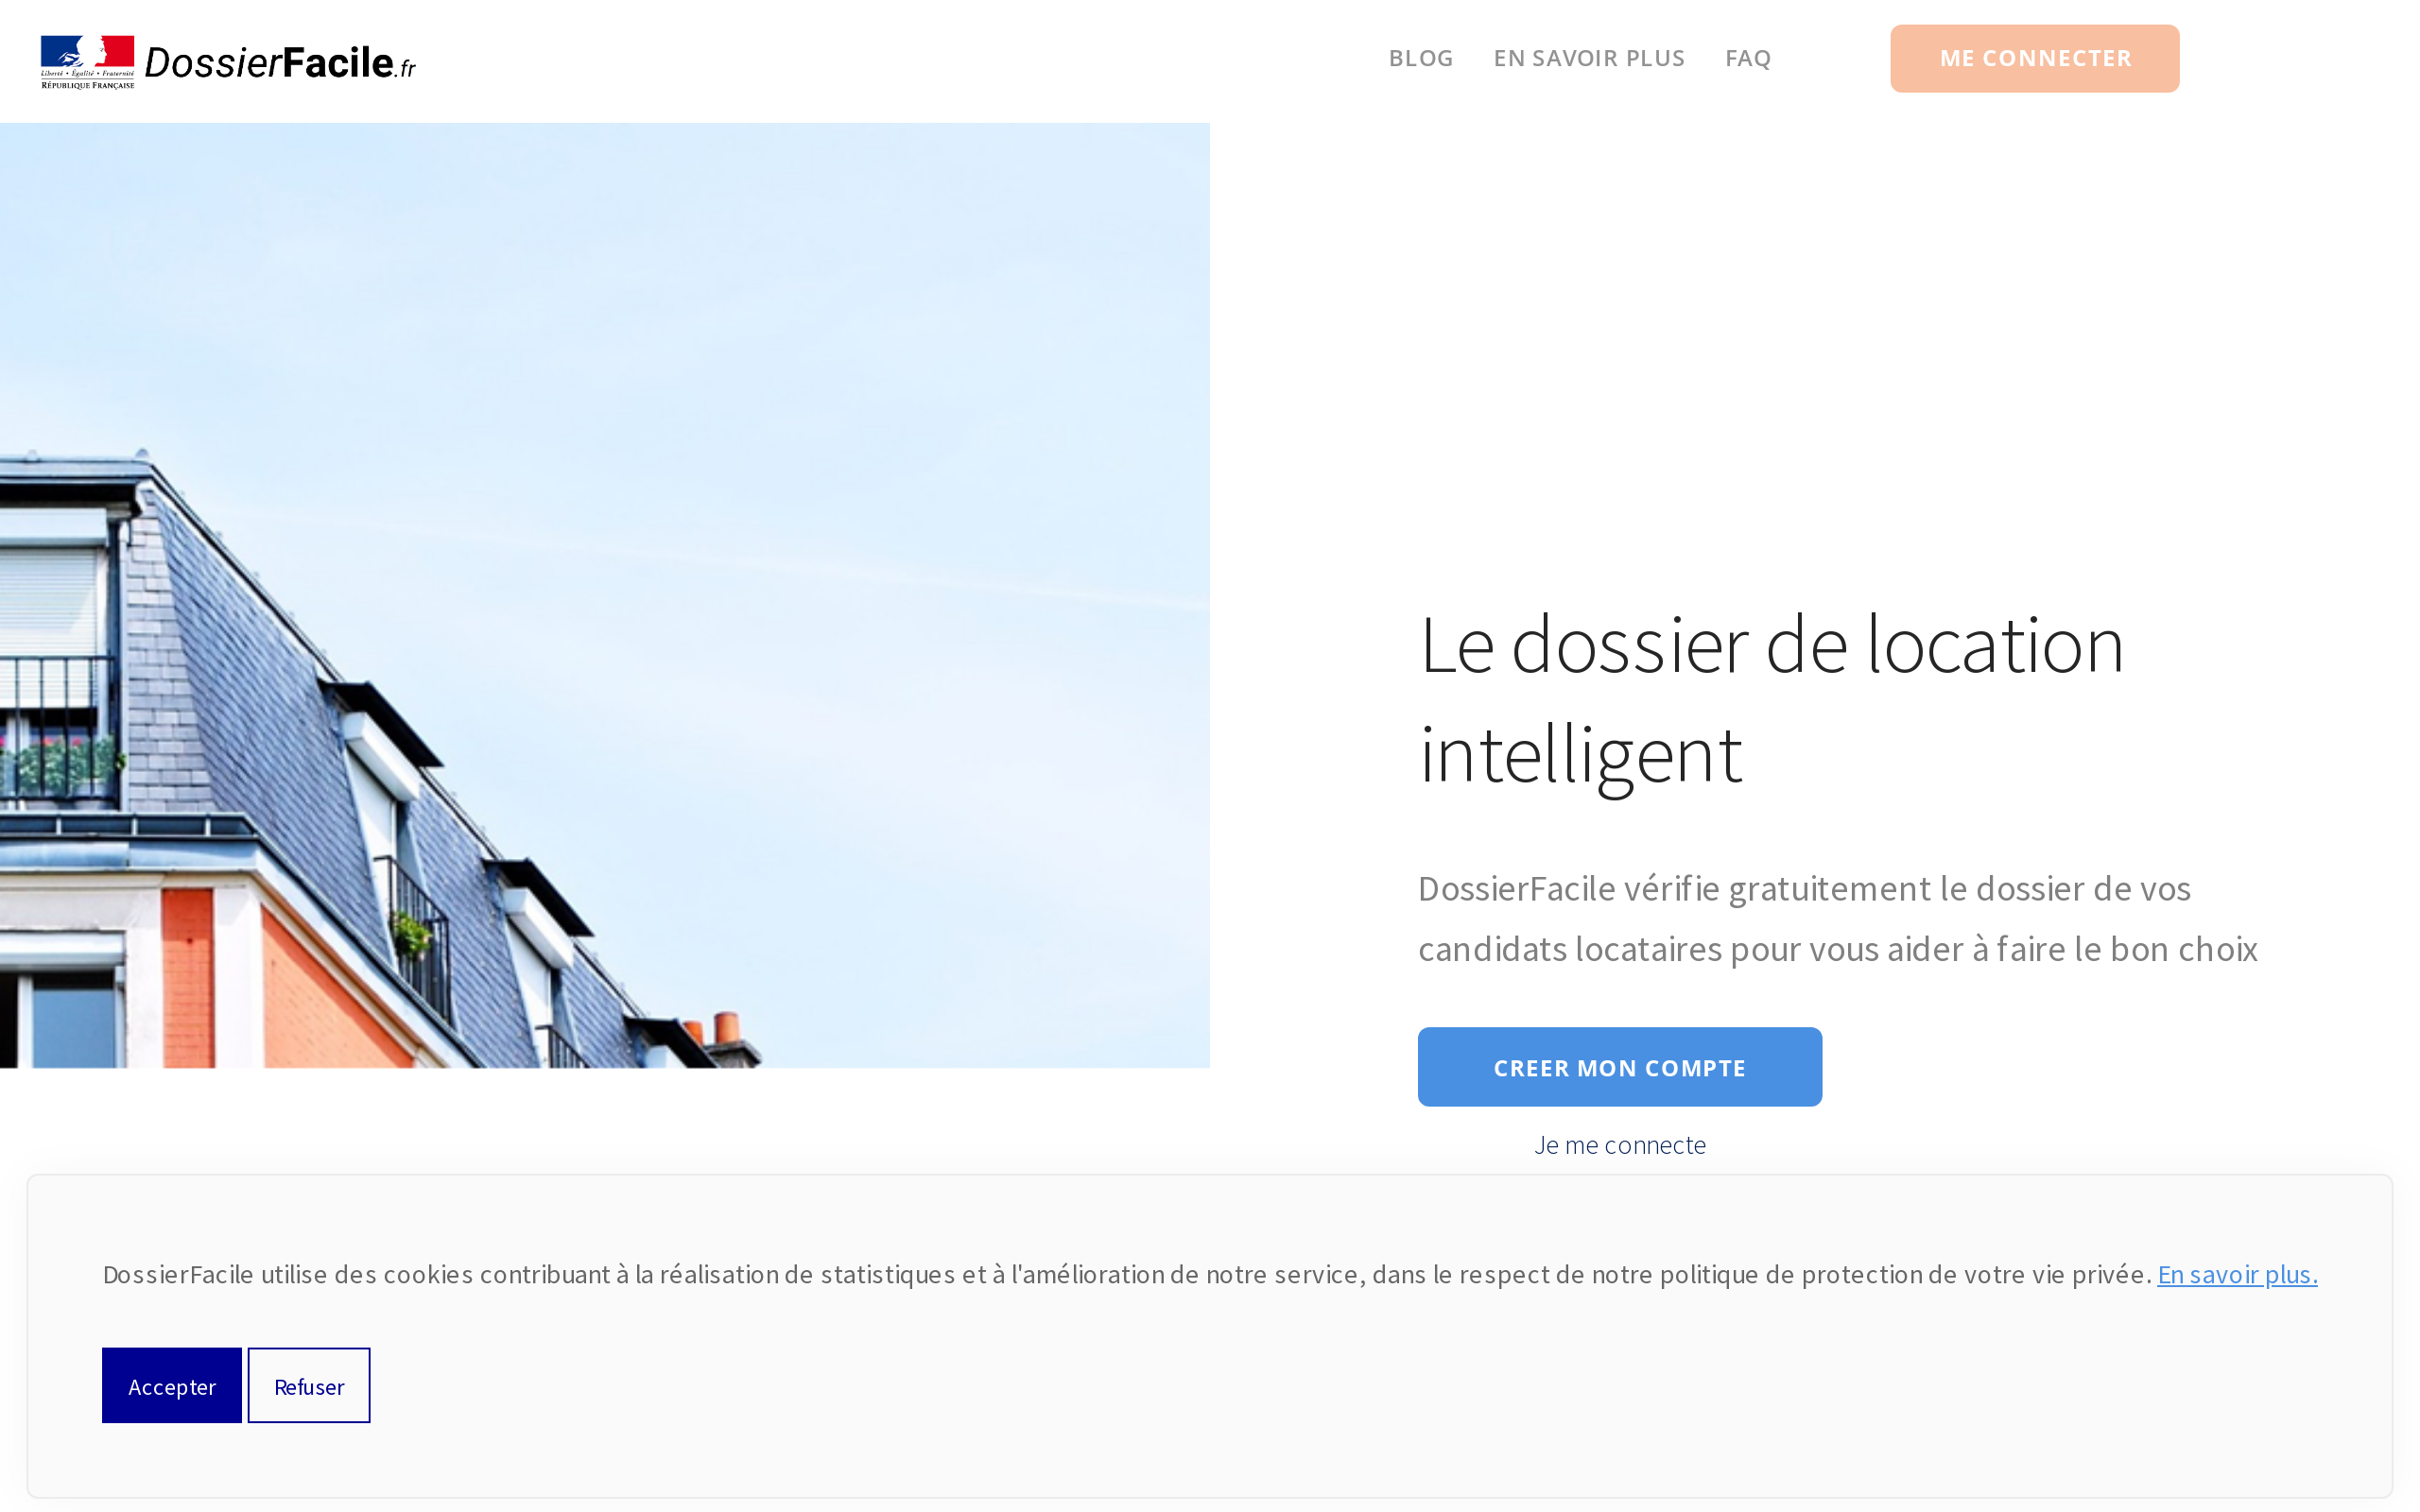 Liberté • Égalité • Fraternité
RÉPUBLIQUE FRANÇAISE
DossierFacile.fr
BLOG EN SAVOIR PLUS FAQ ME CONNECTER
Le dossier de location
intelligent
DossierFacile vérifie gratuitement le dossier de vos
candidats locataires pour vous aider à faire le bon choix
CREER MON COMPTE
Je me connecte
DossierFacile utilise des cookies contribuant à la réalisation de statistiques et à l'amélioration de notre service, dans le respect de notre politique de protection de votre vie privée. En savoir plus.
Accepter Refuser